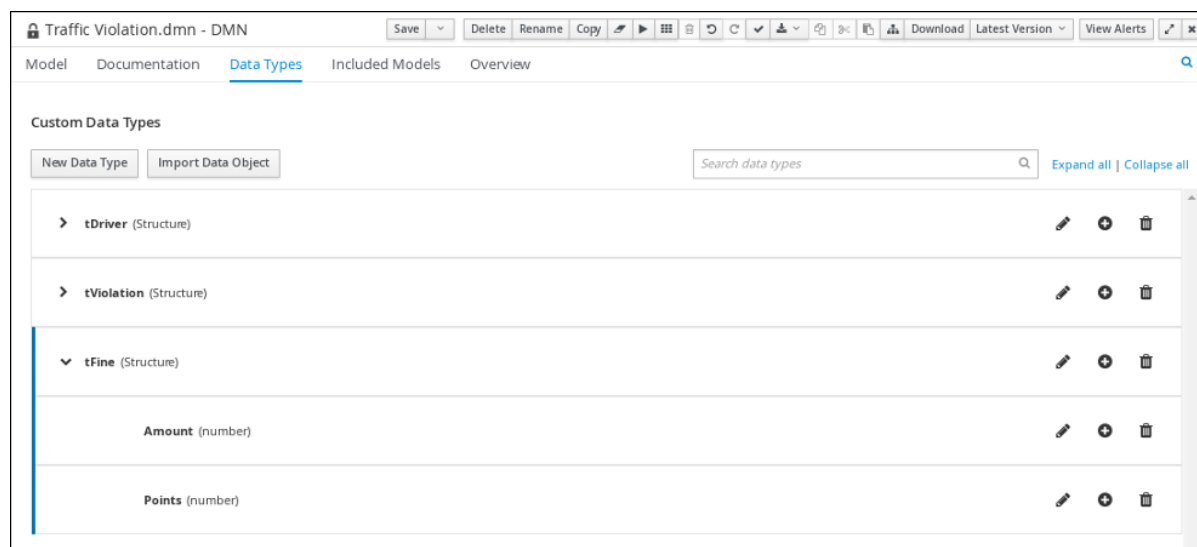 Traffic Violation.dmn - DMN Save Delete Rename Copy Download Latest Version View Alerts
Model Documentation Data Types Included Models Overview
Custom Data Types
New Data Type Import Data Object Search data types Expand all | Collapse all
tDriver (Structure)
tViolation (Structure)
tFine (Structure)
Amount (number)
Points (number)